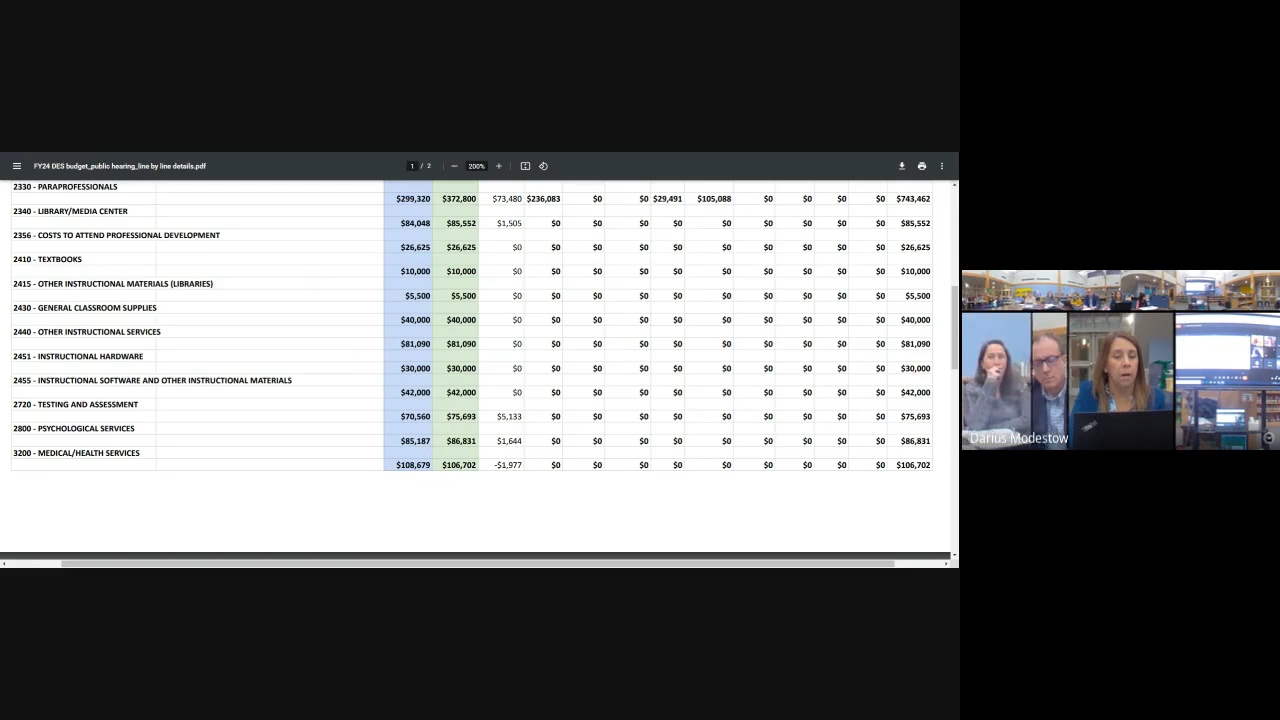 FY24 DES budget_public hearing_line by line details.pdf
1 / 2
200%
2330 - PARAPROFESSIONALS
$299,320 $372,800 $73,480 $236,083 $0 $0 $29,491 $105,088 $0 $0 $0 $0 $743,462
2340 - LIBRARY/MEDIA CENTER
$84,048 $85,552 $1,505 $0 $0 $0 $0 $0 $0 $0 $0 $0 $85,552
2356 - COSTS TO ATTEND PROFESSIONAL DEVELOPMENT
$26,625 $26,625 $0 $0 $0 $0 $0 $0 $0 $0 $0 $0 $26,625
2410 - TEXTBOOKS
$10,000 $10,000 $0 $0 $0 $0 $0 $0 $0 $0 $0 $0 $10,000
2415 - OTHER INSTRUCTIONAL MATERIALS (LIBRARIES)
$5,500 $5,500 $0 $0 $0 $0 $0 $0 $0 $0 $0 $0 $5,500
2430 - GENERAL CLASSROOM SUPPLIES
$40,000 $40,000 $0 $0 $0 $0 $0 $0 $0 $0 $0 $0 $40,000
2440 - OTHER INSTRUCTIONAL SERVICES
$81,090 $81,090 $0 $0 $0 $0 $0 $0 $0 $0 $0 $0 $81,090
2451 - INSTRUCTIONAL HARDWARE
$30,000 $30,000 $0 $0 $0 $0 $0 $0 $0 $0 $0 $0 $30,000
2455 - INSTRUCTIONAL SOFTWARE AND OTHER INSTRUCTIONAL MATERIALS
$42,000 $42,000 $0 $0 $0 $0 $0 $0 $0 $0 $0 $0 $42,000
2720 - TESTING AND ASSESSMENT
$70,560 $75,693 $5,133 $0 $0 $0 $0 $0 $0 $0 $0 $0 $75,693
2800 - PSYCHOLOGICAL SERVICES
$85,187 $86,831 $1,644 $0 $0 $0 $0 $0 $0 $0 $0 $0 $86,831
3200 - MEDICAL/HEALTH SERVICES
$108,679 $106,702 -$1,977 $0 $0 $0 $0 $0 $0 $0 $0 $0 $106,702
Darius Modestow